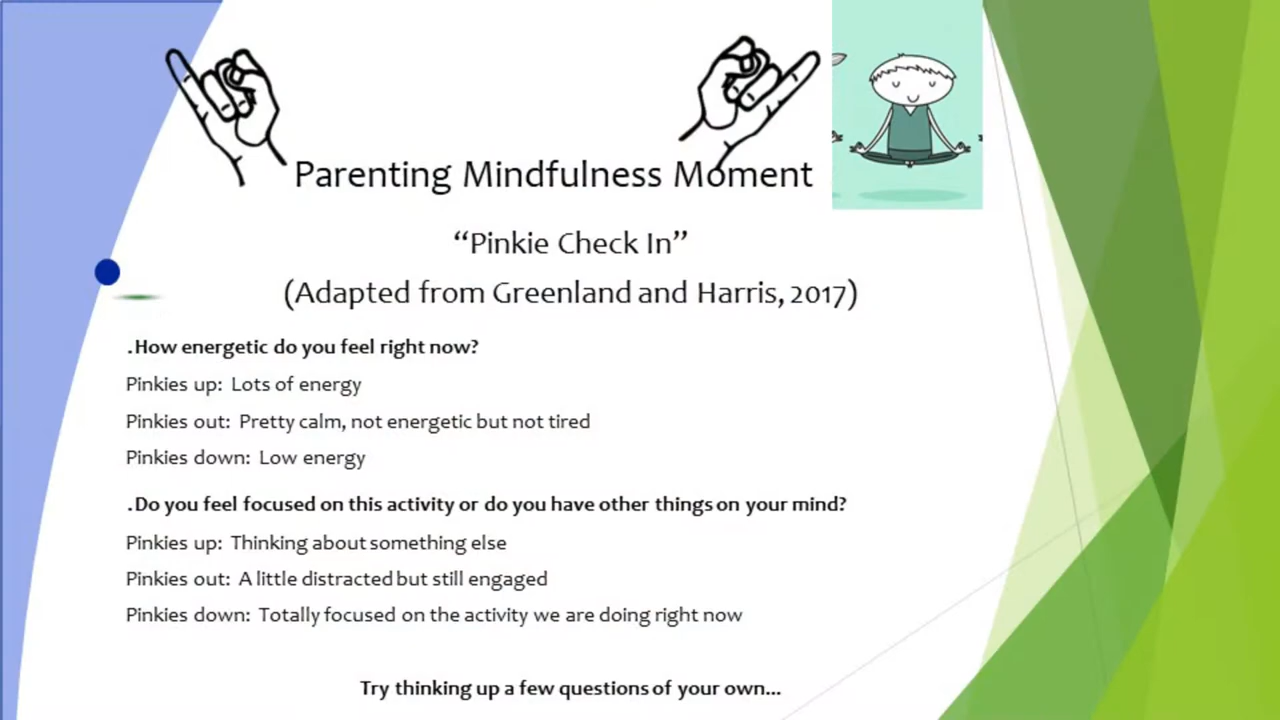 Parenting Mindfulness Moment
“Pinkie Check In”
(Adapted from Greenland and Harris, 2017)
.How energetic do you feel right now?
Pinkies up: Lots of energy
Pinkies out: Pretty calm, not energetic but not tired
Pinkies down: Low energy
.Do you feel focused on this activity or do you have other things on your mind?
Pinkies up: Thinking about something else
Pinkies out: A little distracted but still engaged
Pinkies down: Totally focused on the activity we are doing right now
Try thinking up a few questions of your own...